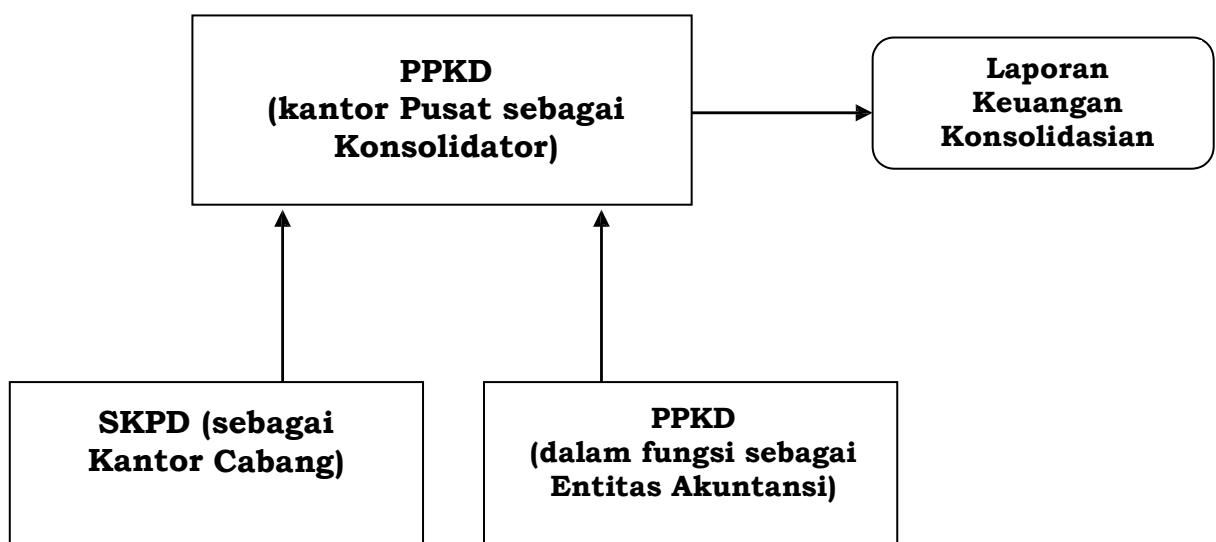 PPKD
(kantor Pusat sebagai
Konsolidator)
Laporan
Keuangan
Konsolidasian
SKPD (sebagai
Kantor Cabang)
PPKD
(dalam fungsi sebagai
Entitas Akuntansi)